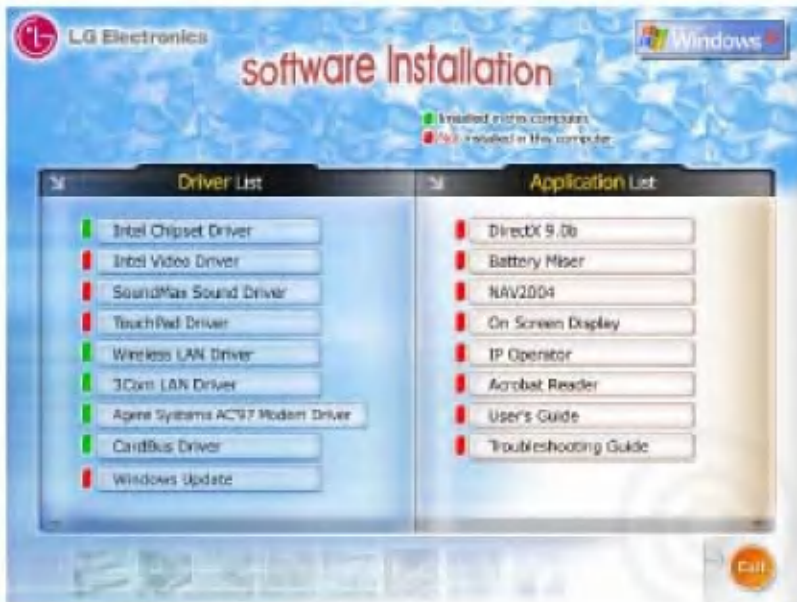 LG Electronics
Windows
Software Installation
Installed in this computer
Not installed in this computer
Driver List
Intel Chipset Driver
Intel Video Driver
SoundMax Sound Driver
TouchPad Driver
Wireless LAN Driver
3Com LAN Driver
Agere Systems AC'97 Modem Driver
CardBus Driver
Windows Update
Application List
DirectX 9.0b
Battery Miser
NAV2004
On Screen Display
IP Operator
Acrobat Reader
User's Guide
Troubleshooting Guide
Exit